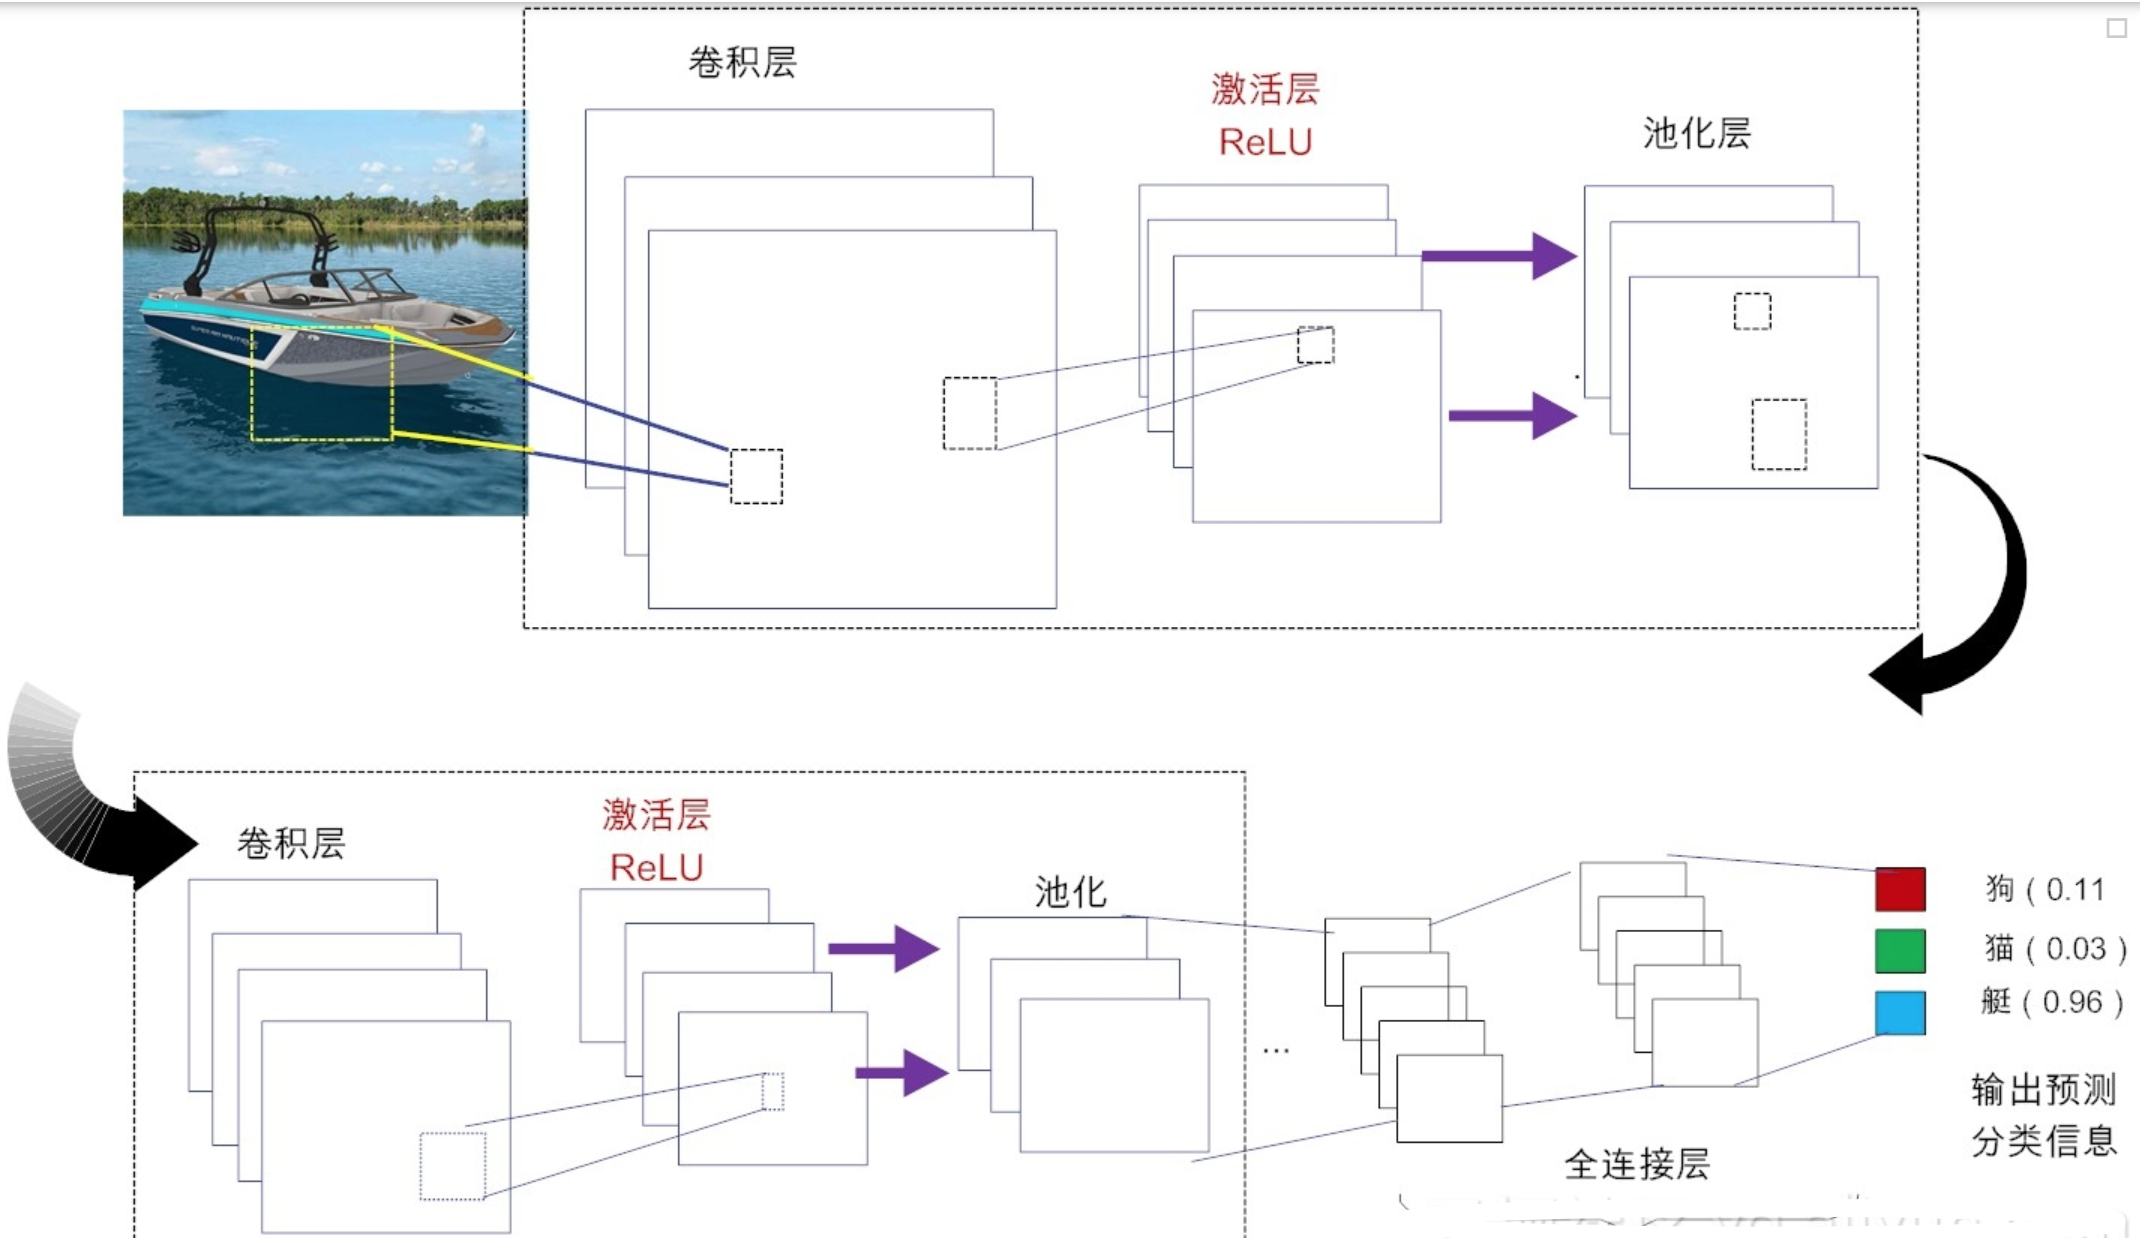 卷积层
激活层
ReLU
池化层
卷积层
激活层
ReLU
池化
...
狗 ( 0.11
猫 ( 0.03 )
艇 ( 0.96 )
输出预测
分类信息
全连接层